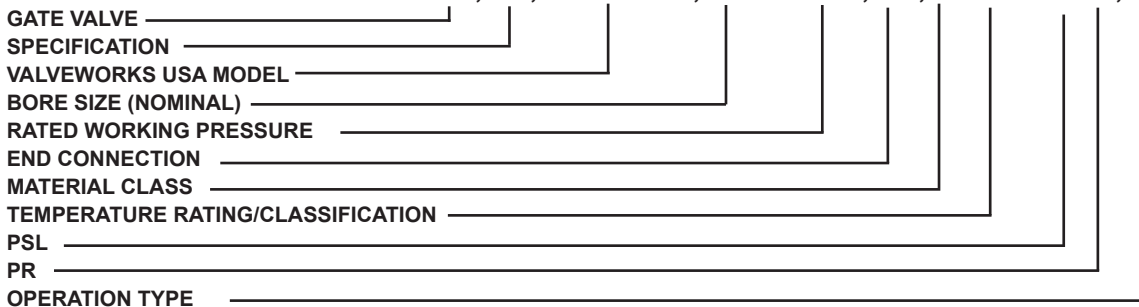 GATE VALVE
SPECIFICATION
VALVEWORKS USA MODEL
BORE SIZE (NOMINAL)
RATED WORKING PRESSURE
END CONNECTION
MATERIAL CLASS
TEMPERATURE RATING/CLASSIFICATION
PSL
PR
OPERATION TYPE